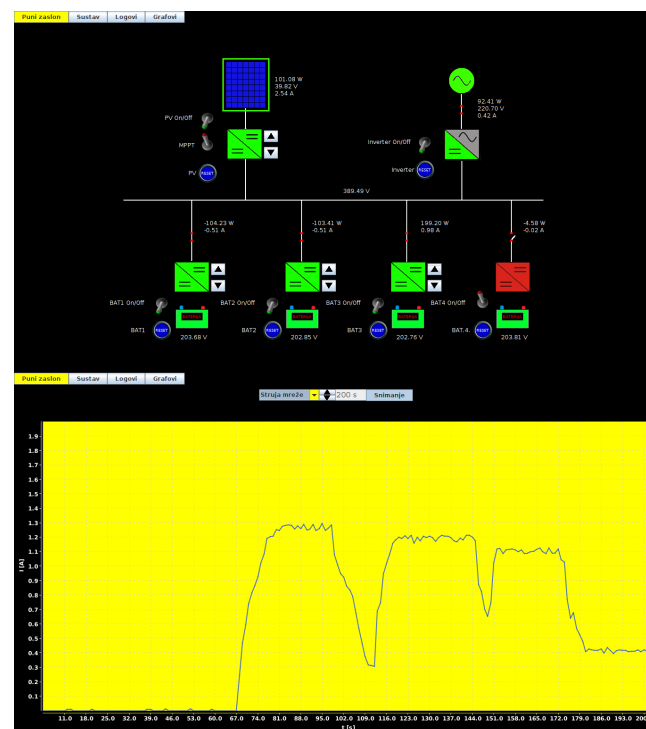 Puni zaslon Sustav Logovi Grafovi
101.08 W
39.82 V
2.54 A
92.41 W
220.70 V
0.42 A
PV On/Off
MPPT
Inverter On/Off
PV RESET
Inverter RESET
389.49 V
-104.23 W
-0.51 A
-103.41 W
-0.51 A
199.20 W
0.98 A
-4.58 W
-0.02 A
BAT1 On/Off
BAT2 On/Off
BAT3 On/Off
BAT4 On/Off
BATERIJA BATERIJA BATERIJA BATERIJA
BAT1 RESET
BAT2 RESET
BAT3 RESET
BAT.4. RESET
203.68 V
202.85 V
202.76 V
203.81 V
Puni zaslon Sustav Logovi Grafovi
Struja mreže 200 s Snimanje
1.9
1.8
1.7
1.6
1.5
1.4
1.3
1.2
1.1
1.0
0.9
0.8
0.7
0.6
0.5
0.4
0.3
0.2
0.1
I [A]
11.0 18.0 25.0 32.0 39.0 46.0 53.0 60.0 67.0 74.0 81.0 88.0 95.0 102.0 109.0 116.0 123.0 130.0 137.0 144.0 151.0 158.0 165.0 172.0 179.0 186.0 193.0 200
t [s]